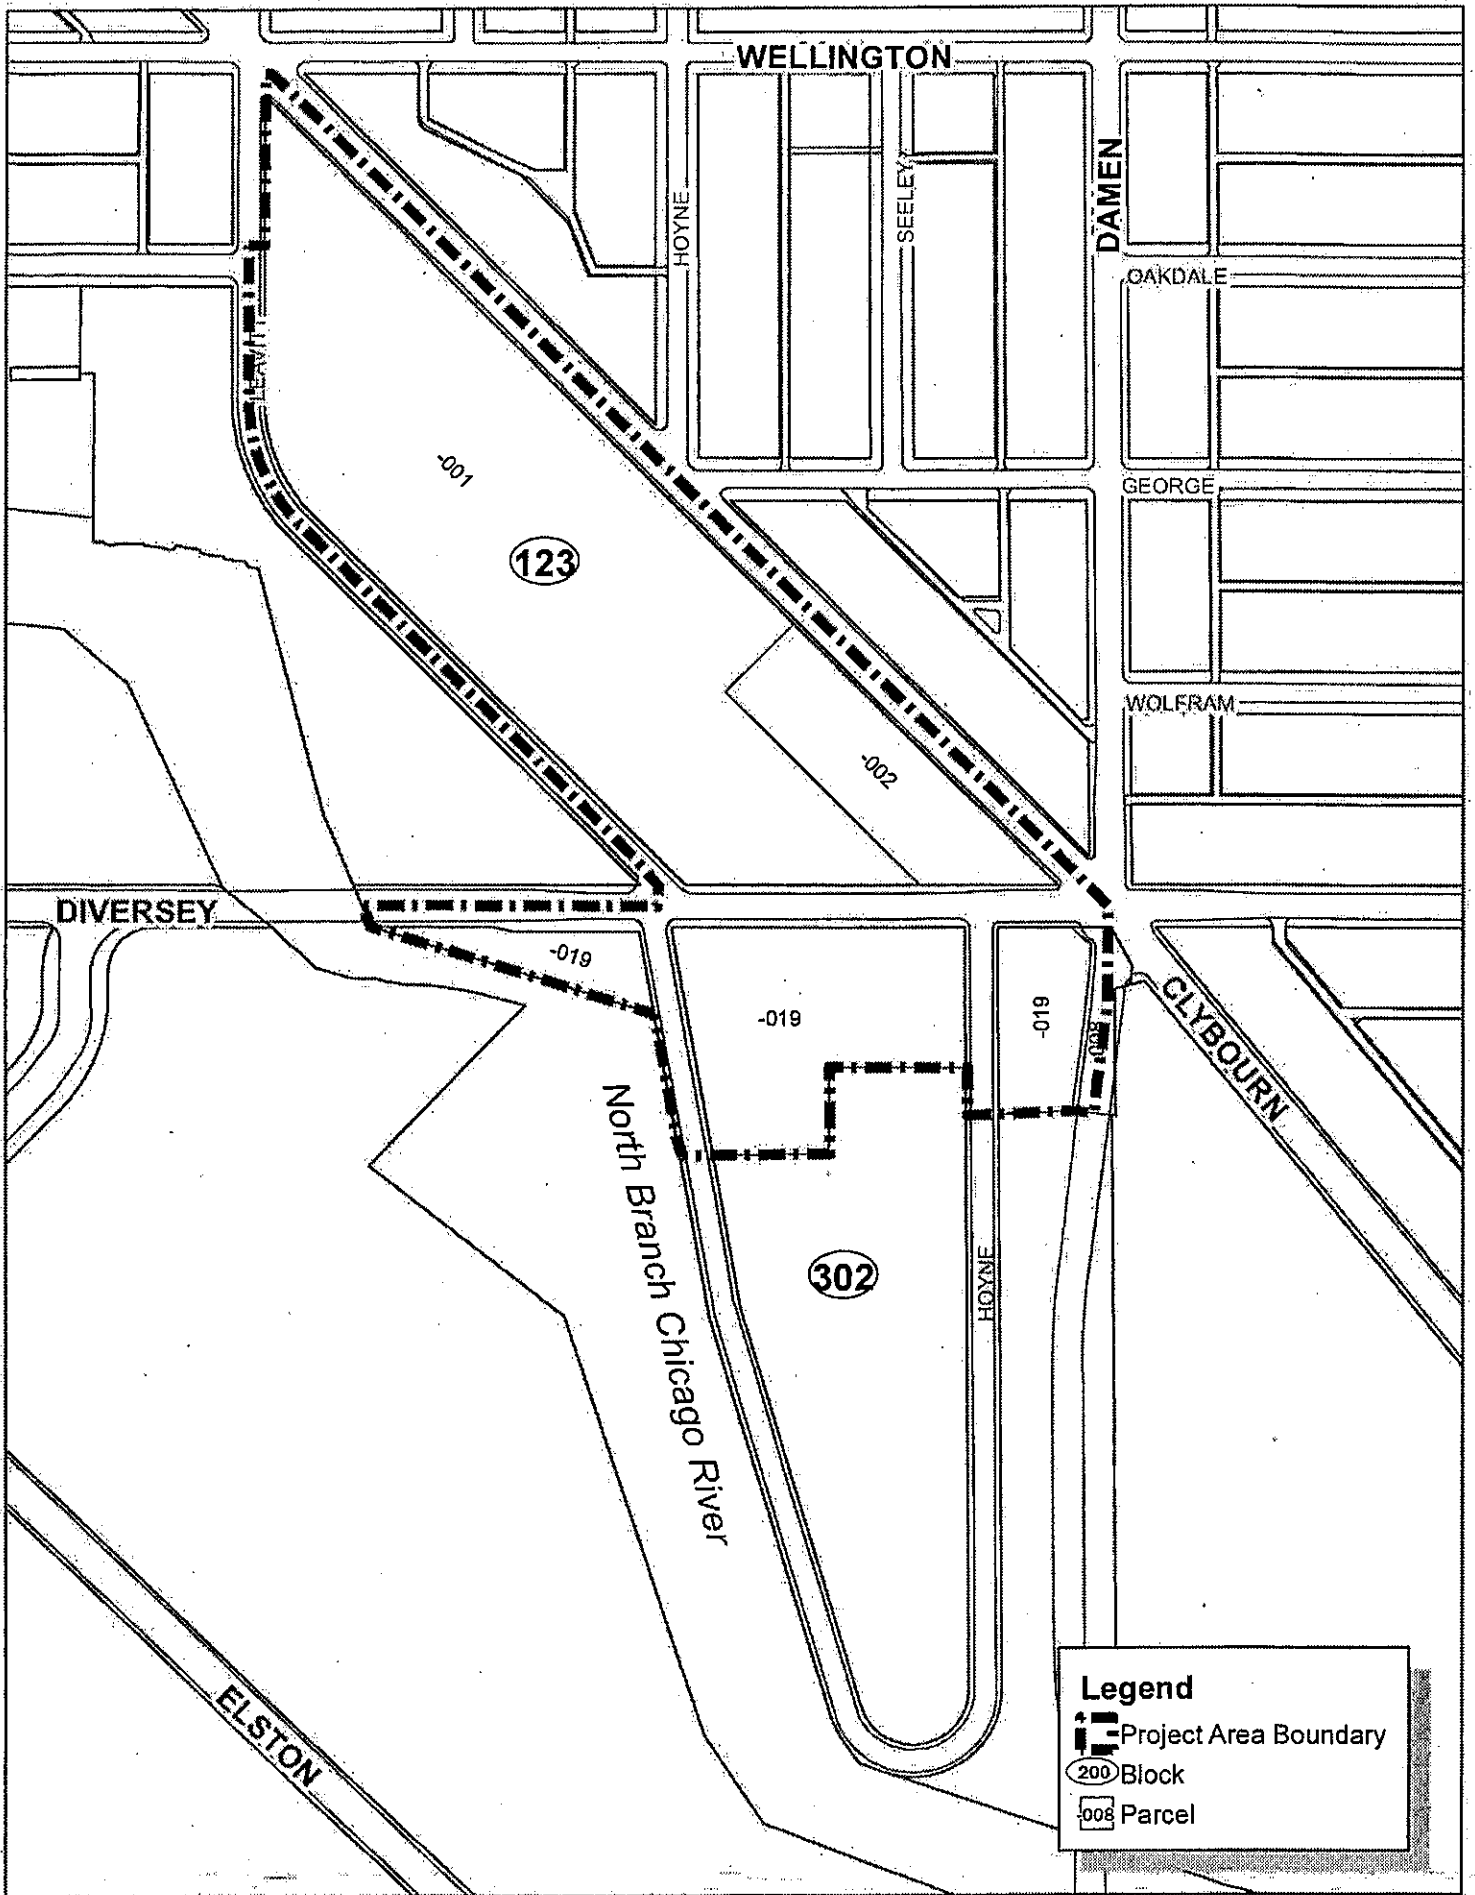 WELLINGTON
DAMEN
HOYNE
SEELEY
OAKDALE
LEAVITT
-001
GEORGE
123
WOLFRAM
-002
DIVERSEY
-019
-019
-019
-008
CLYBOURN
North Branch Chicago River
302
HOYNE
ELSTON
Legend
Project Area Boundary
200 Block
-008 Parcel